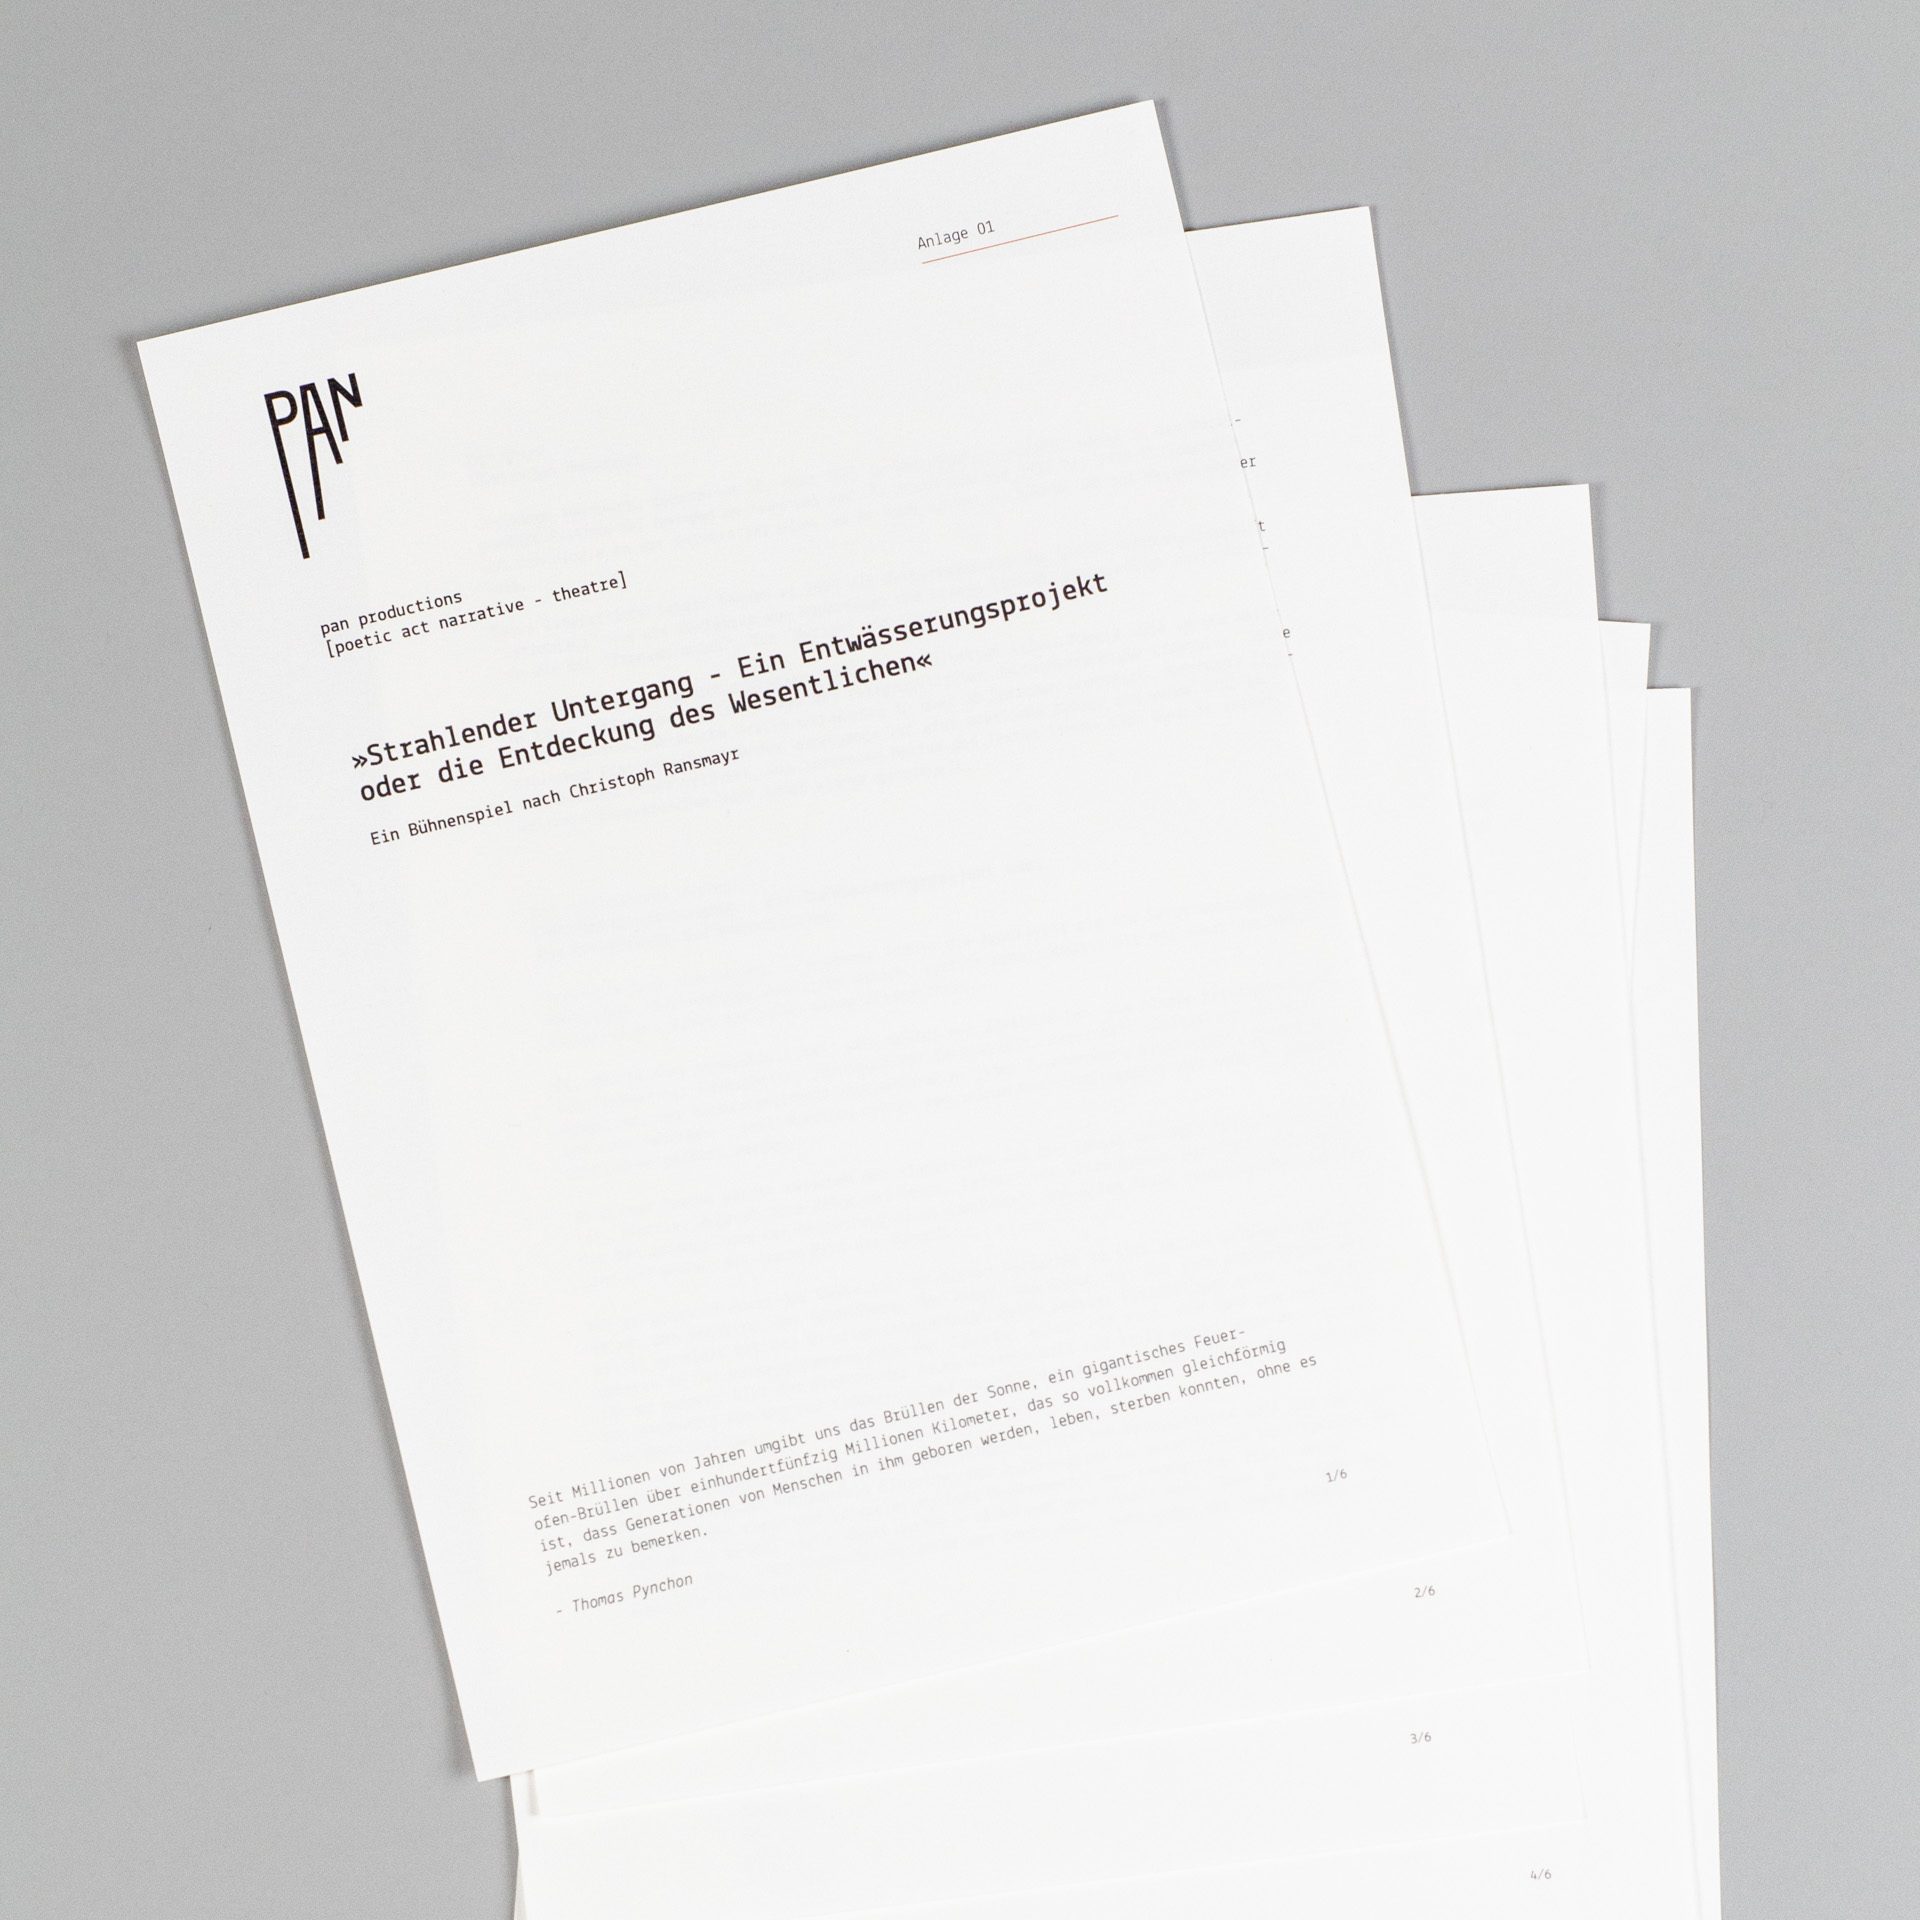 Anlage 01
PAN
pan productions
[poetic act narrative - theatre]
»Strahlender Untergang - Ein Entwässerungsprojekt
oder die Entdeckung des Wesentlichen«
Ein Bühnenspiel nach Christoph Ransmayr
Seit Millionen von Jahren umgibt uns das Brüllen der Sonne, ein gigantisches Feuer-
ofen-Brüllen über einhundertfünfzig Millionen Kilometer, das so vollkommen gleichförmig
ist, dass Generationen von Menschen in ihm geboren werden, leben, sterben konnten, ohne es
jemals zu bemerken.
- Thomas Pynchon
1/6
-
er
t
-
e
-
2/6
3/6
4/6